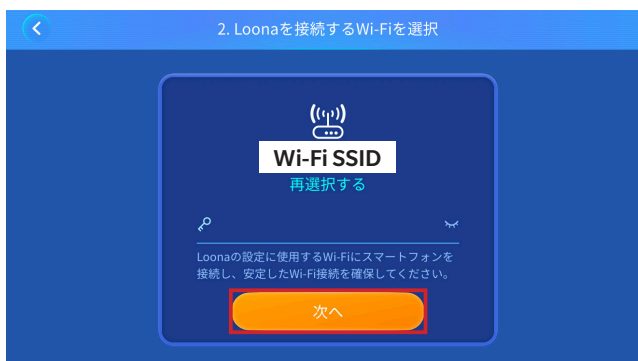 2. Loonaを接続するWi-Fiを選択
Wi-Fi SSID
再選択する
Loonaの設定に使用するWi-Fiにスマートフォンを
接続し、安定したWi-Fi接続を確保してください。
次へ